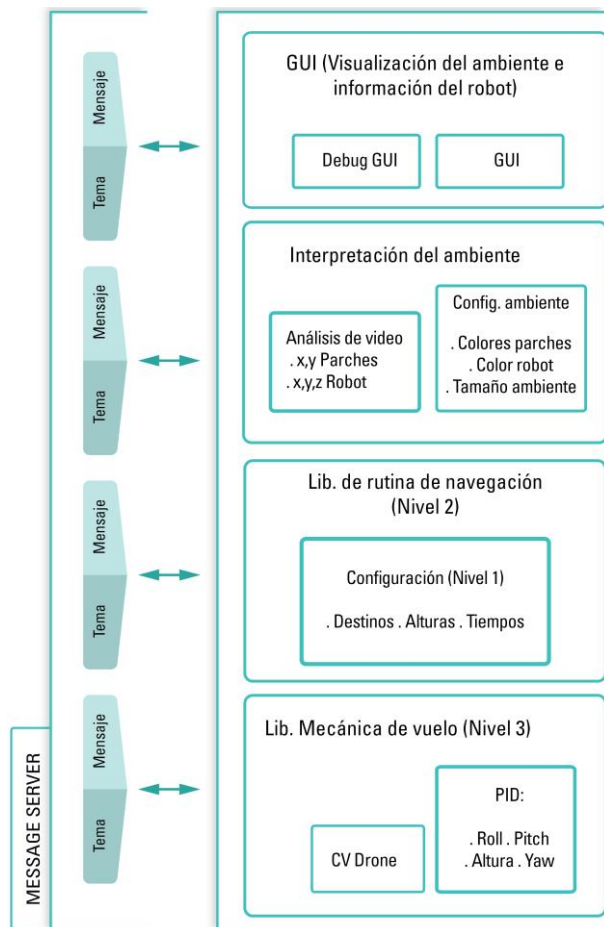 Mensaje
Tema
GUI (Visualización del ambiente e
información del robot)
Debug GUI
GUI
Mensaje
Tema
Interpretación del ambiente
Análisis de video
. x,y Parches
. x,y,z Robot
Config. ambiente
. Colores parches
. Color robot
. Tamaño ambiente
Mensaje
Tema
Lib. de rutina de navegación
(Nivel 2)
Configuración (Nivel 1)
. Destinos . Alturas . Tiempos
Mensaje
Tema
Lib. Mecánica de vuelo (Nivel 3)
CV Drone
PID:
. Roll . Pitch
. Altura . Yaw
MESSAGE SERVER